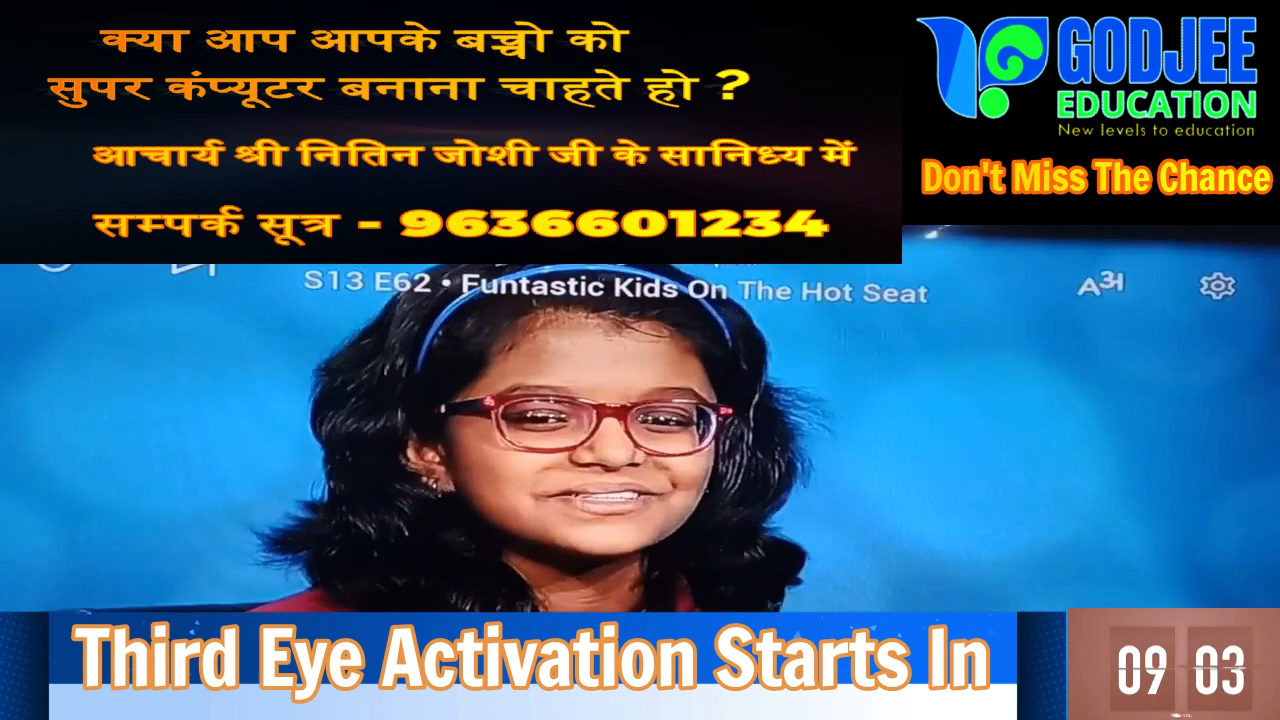 क्या आप आपके बच्चो को
सुपर कंप्यूटर बनाना चाहते हो ?
आचार्य श्री नितिन जोशी जी के सानिध्य में
सम्पर्क सूत्र - 9636601234
GODJEE
EDUCATION
New levels to education
Don't Miss The Chance
S13 E62 • Funtastic Kids On The Hot Seat
Aअ
Third Eye Activation Starts In
09 03